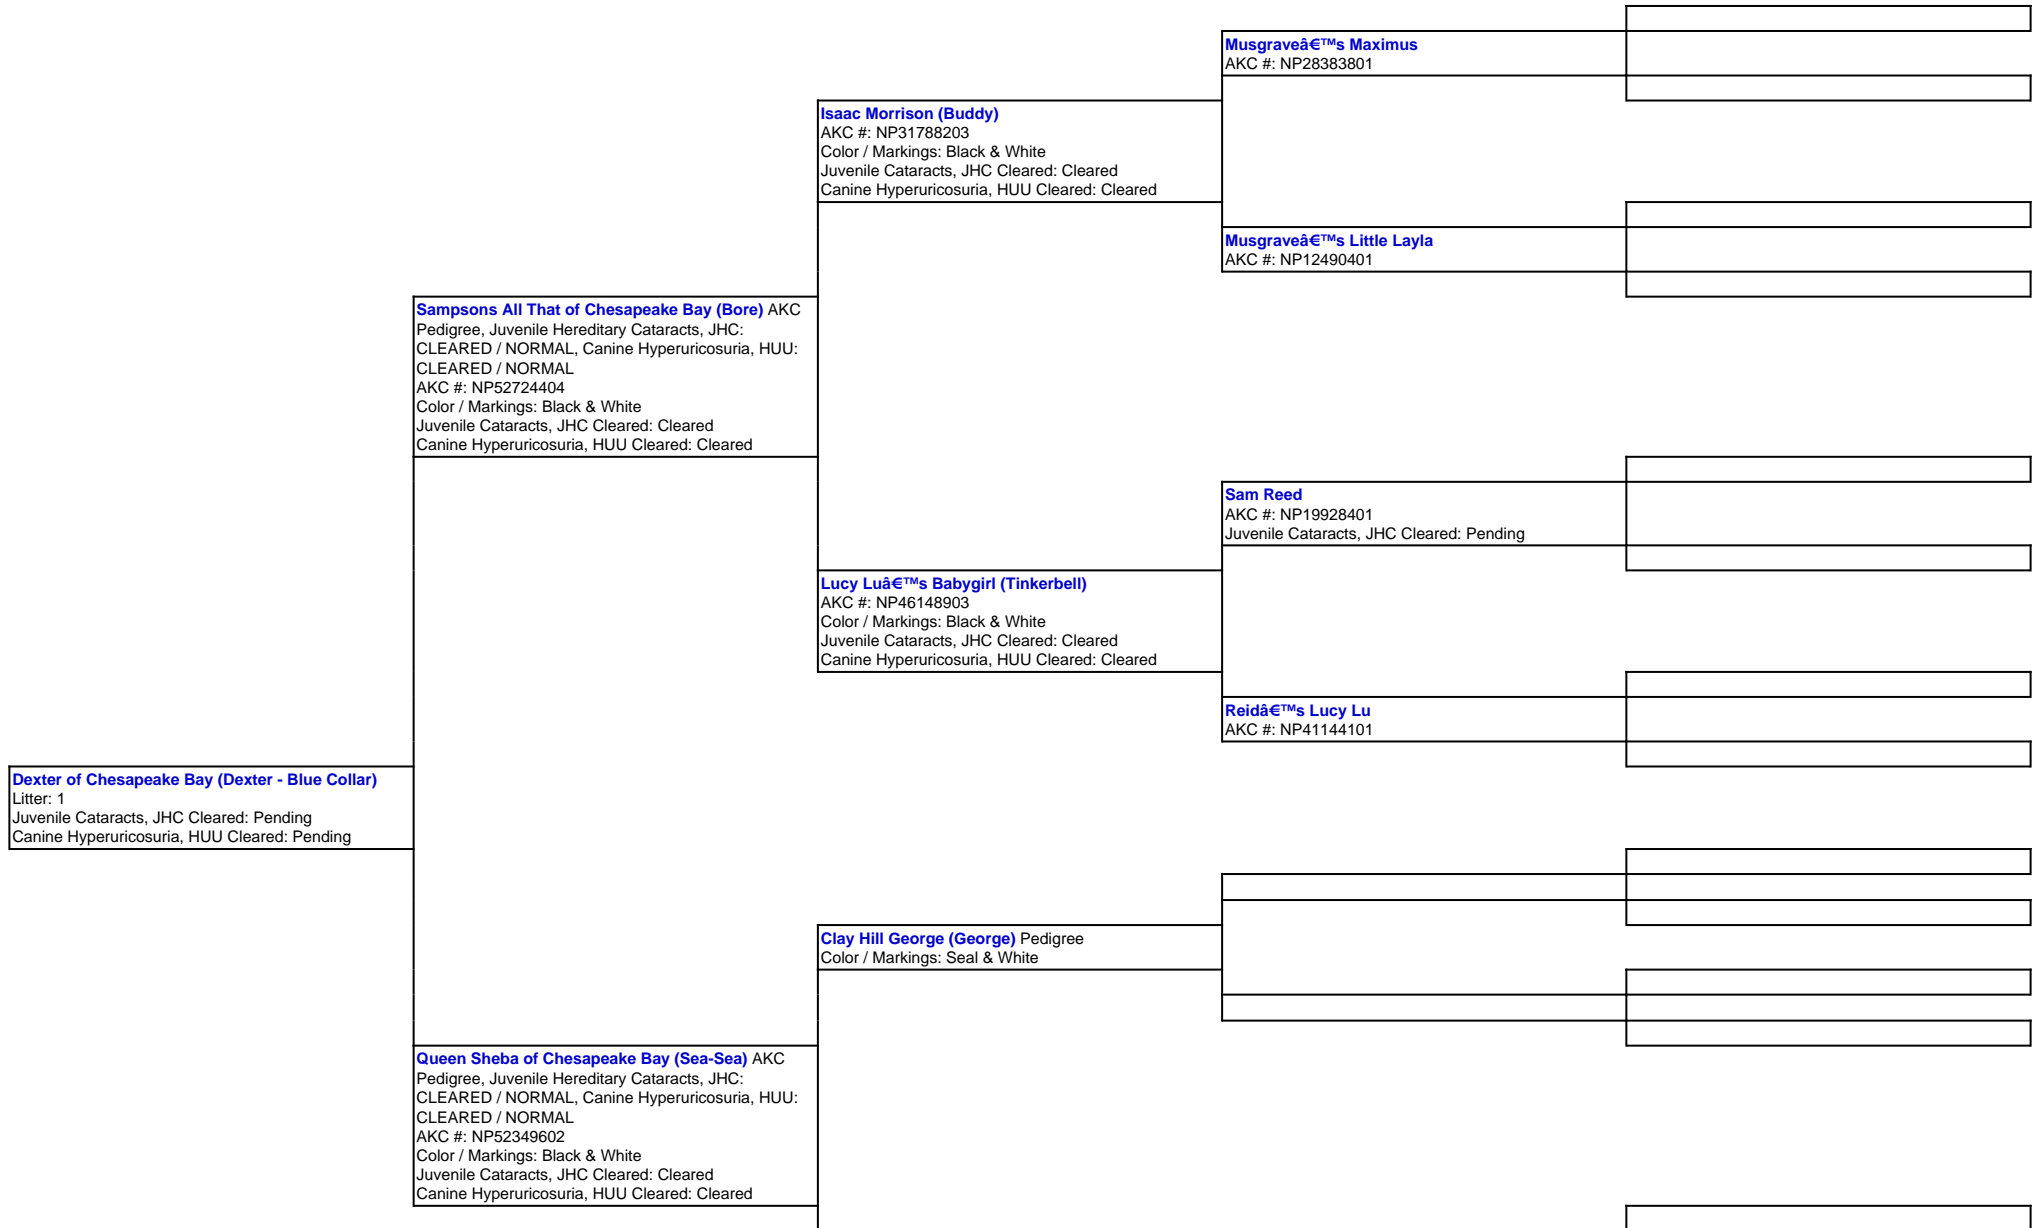 Musgraveâ€™s Maximus
AKC #: NP28383801
Isaac Morrison (Buddy)
AKC #: NP31788203
Color / Markings: Black & White
Juvenile Cataracts, JHC Cleared: Cleared
Canine Hyperuricosuria, HUU Cleared: Cleared
Musgraveâ€™s Little Layla
AKC #: NP12490401
Sampsons All That of Chesapeake Bay (Bore) AKC
Pedigree, Juvenile Hereditary Cataracts, JHC:
CLEARED / NORMAL, Canine Hyperuricosuria, HUU:
CLEARED / NORMAL
AKC #: NP52724404
Color / Markings: Black & White
Juvenile Cataracts, JHC Cleared: Cleared
Canine Hyperuricosuria, HUU Cleared: Cleared
Sam Reed
AKC #: NP19928401
Juvenile Cataracts, JHC Cleared: Pending
Lucy Luâ€™s Babygirl (Tinkerbell)
AKC #: NP46148903
Color / Markings: Black & White
Juvenile Cataracts, JHC Cleared: Cleared
Canine Hyperuricosuria, HUU Cleared: Cleared
Reidâ€™s Lucy Lu
AKC #: NP41144101
Dexter of Chesapeake Bay (Dexter - Blue Collar)
Litter: 1
Juvenile Cataracts, JHC Cleared: Pending
Canine Hyperuricosuria, HUU Cleared: Pending
Clay Hill George (George) Pedigree
Color / Markings: Seal & White
Queen Sheba of Chesapeake Bay (Sea-Sea) AKC
Pedigree, Juvenile Hereditary Cataracts, JHC:
CLEARED / NORMAL, Canine Hyperuricosuria, HUU:
CLEARED / NORMAL
AKC #: NP52349602
Color / Markings: Black & White
Juvenile Cataracts, JHC Cleared: Cleared
Canine Hyperuricosuria, HUU Cleared: Cleared